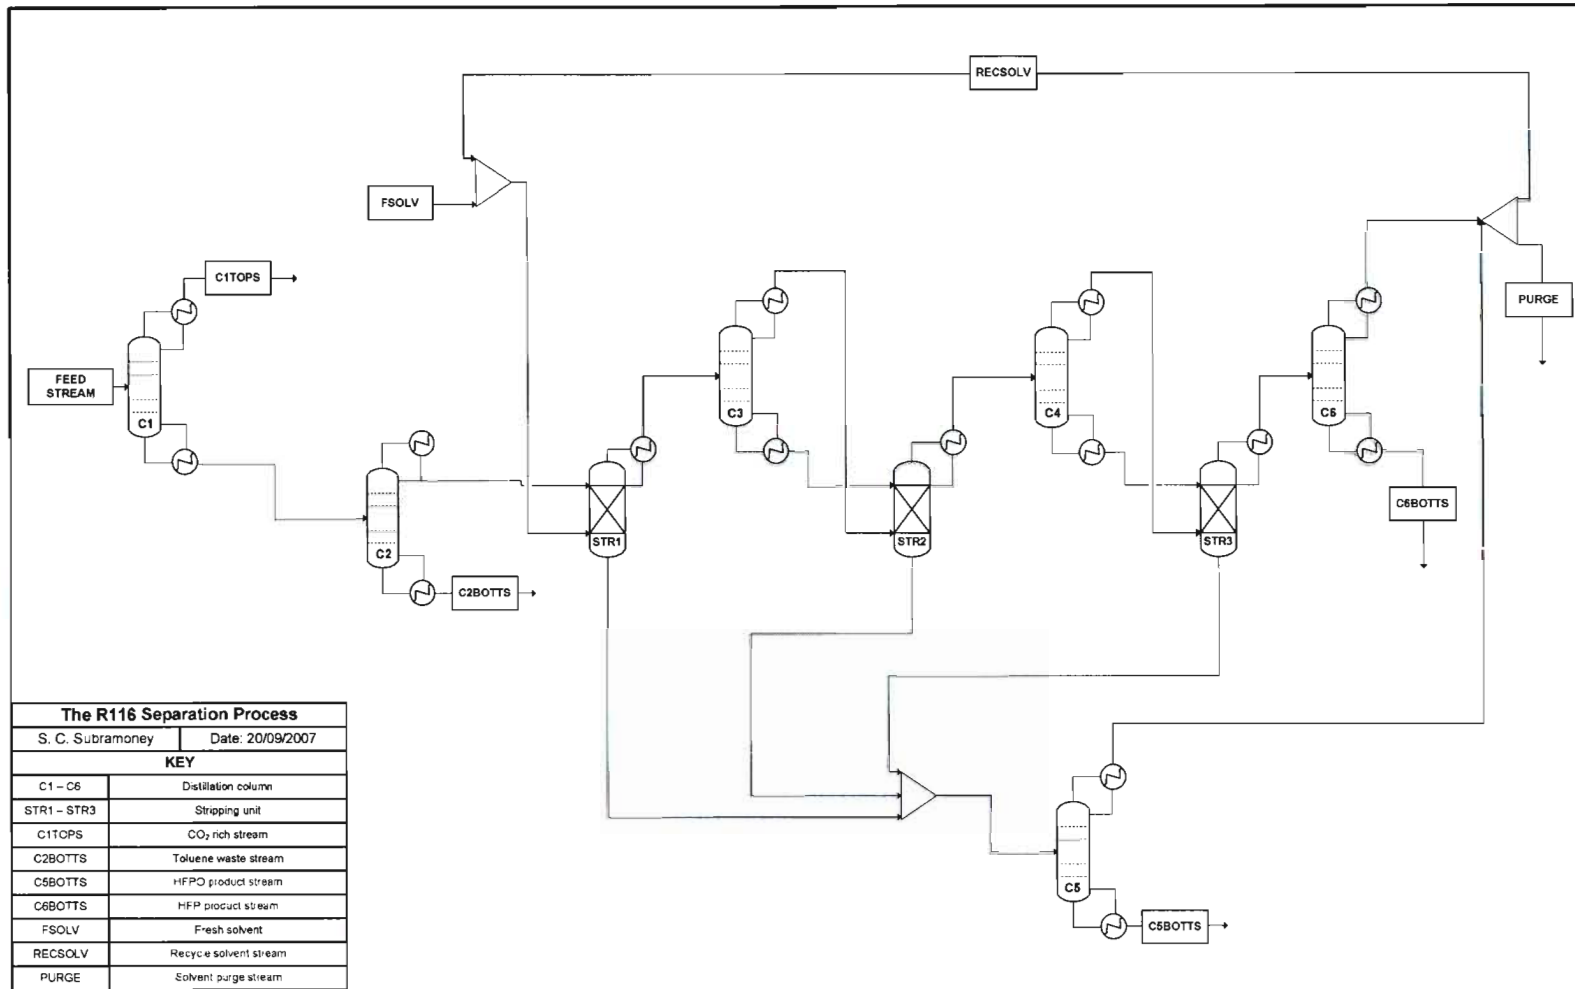 RECSOLV
FSOLV
C1TOPS
PURGE
FEED
STREAM
C1
C3
C4
C6
C2
STR1
STR2
STR3
C6BOTTS
C2BOTTS
C5
C5BOTTS
The R116 Separation Process
S. C. Subramoney Date: 20/09/2007
KEY
C1 – C6 Distillation column
STR1 – STR3 Stripping unit
C1TOPS CO₂ rich stream
C2BOTTS Toluene waste stream
C5BOTTS HFPO product stream
C6BOTTS HFP product stream
FSOLV Fresh solvent
RECSOLV Recycle solvent stream
PURGE Solvent purge stream